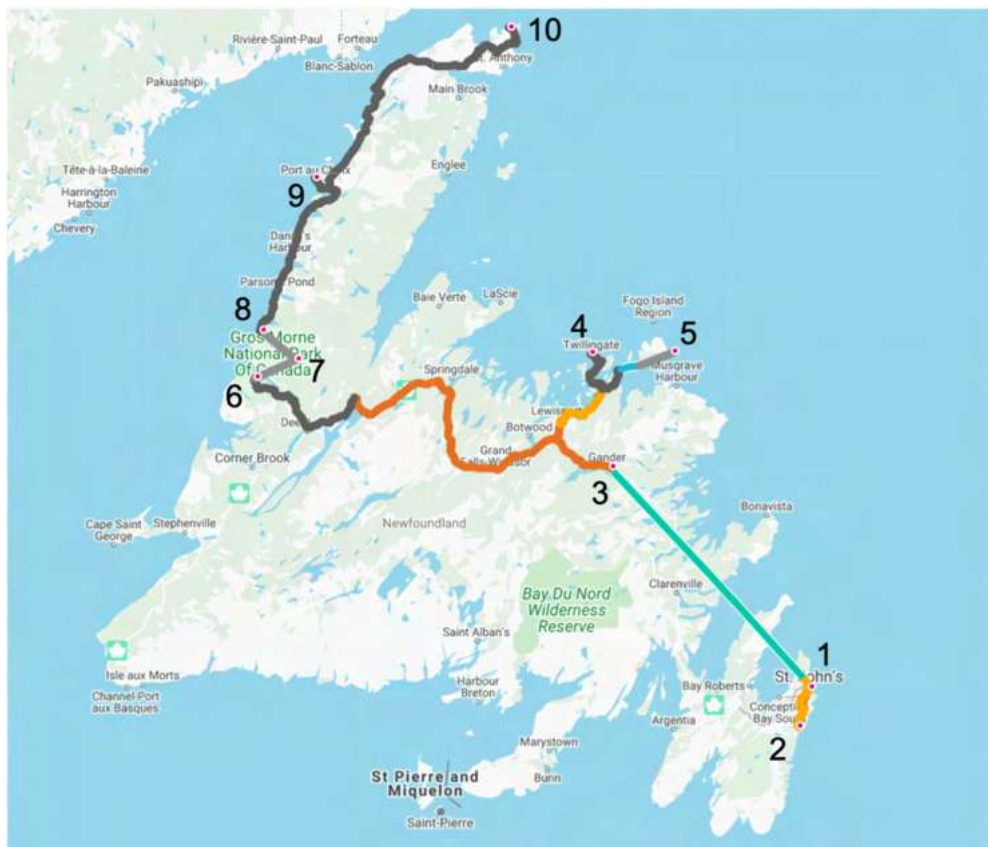 10
Rivière-Saint-Paul
Forteau
Blanc-Sablon
St. Anthony
Pakuashipi
Main Brook
Tête-à-la-Baleine
Port au Choix
Englee
9
Harrington
Harbour
Chevery
Daniel's
Harbour
Parson's Pond
LaScie
Baie Verte
Fogo Island
Region
8
4
5
Gros Morne
National Park
Of Canada
Twillingate
Musgrave
Harbour
7
6
Springdale
Botwood
Grand
Falls-Windsor
Gander
Corner Brook
3
Bonavista
Cape Saint
George
Stephenville
Newfoundland
Clarenville
Bay Du Nord
Wilderness
Reserve
Saint Alban's
1
Isle aux Morts
St. John's
Channel-Port
aux Basques
Harbour
Breton
Bay Roberts
Conception
Bay South
Argentia
2
Marystown
Burin
St Pierre and
Miquelon
Saint-Pierre